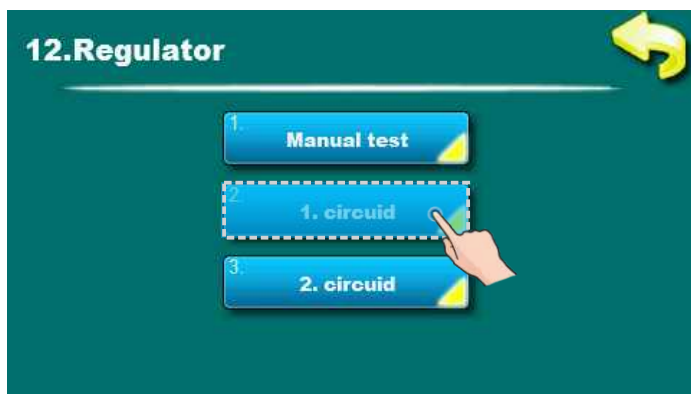 12.Regulator
1.
Manual test
2.
1. circuid
3.
2. circuid